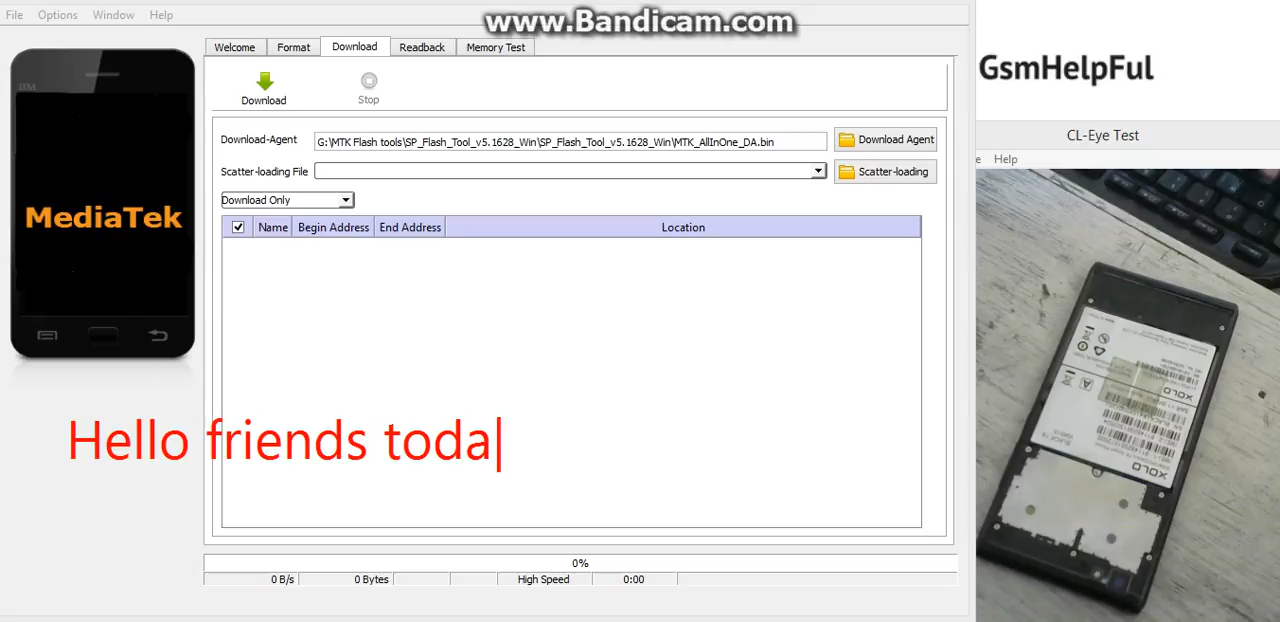 www.Bandicam.com
File Options Window Help
Welcome Format Download Readback Memory Test
Download Stop
Download-Agent G:\MTK Flash tools\SP_Flash_Tool_v5.1628_Win\SP_Flash_Tool_v5.1628_Win\MTK_AllInOne_DA.bin Download Agent
Scatter-loading File Scatter-loading
Download Only
Name Begin Address End Address Location
MediaTek
Hello friends toda
0%
0 B/s 0 Bytes High Speed 0:00
GsmHelpFul
CL-Eye Test
Help
XOLO
XOLO